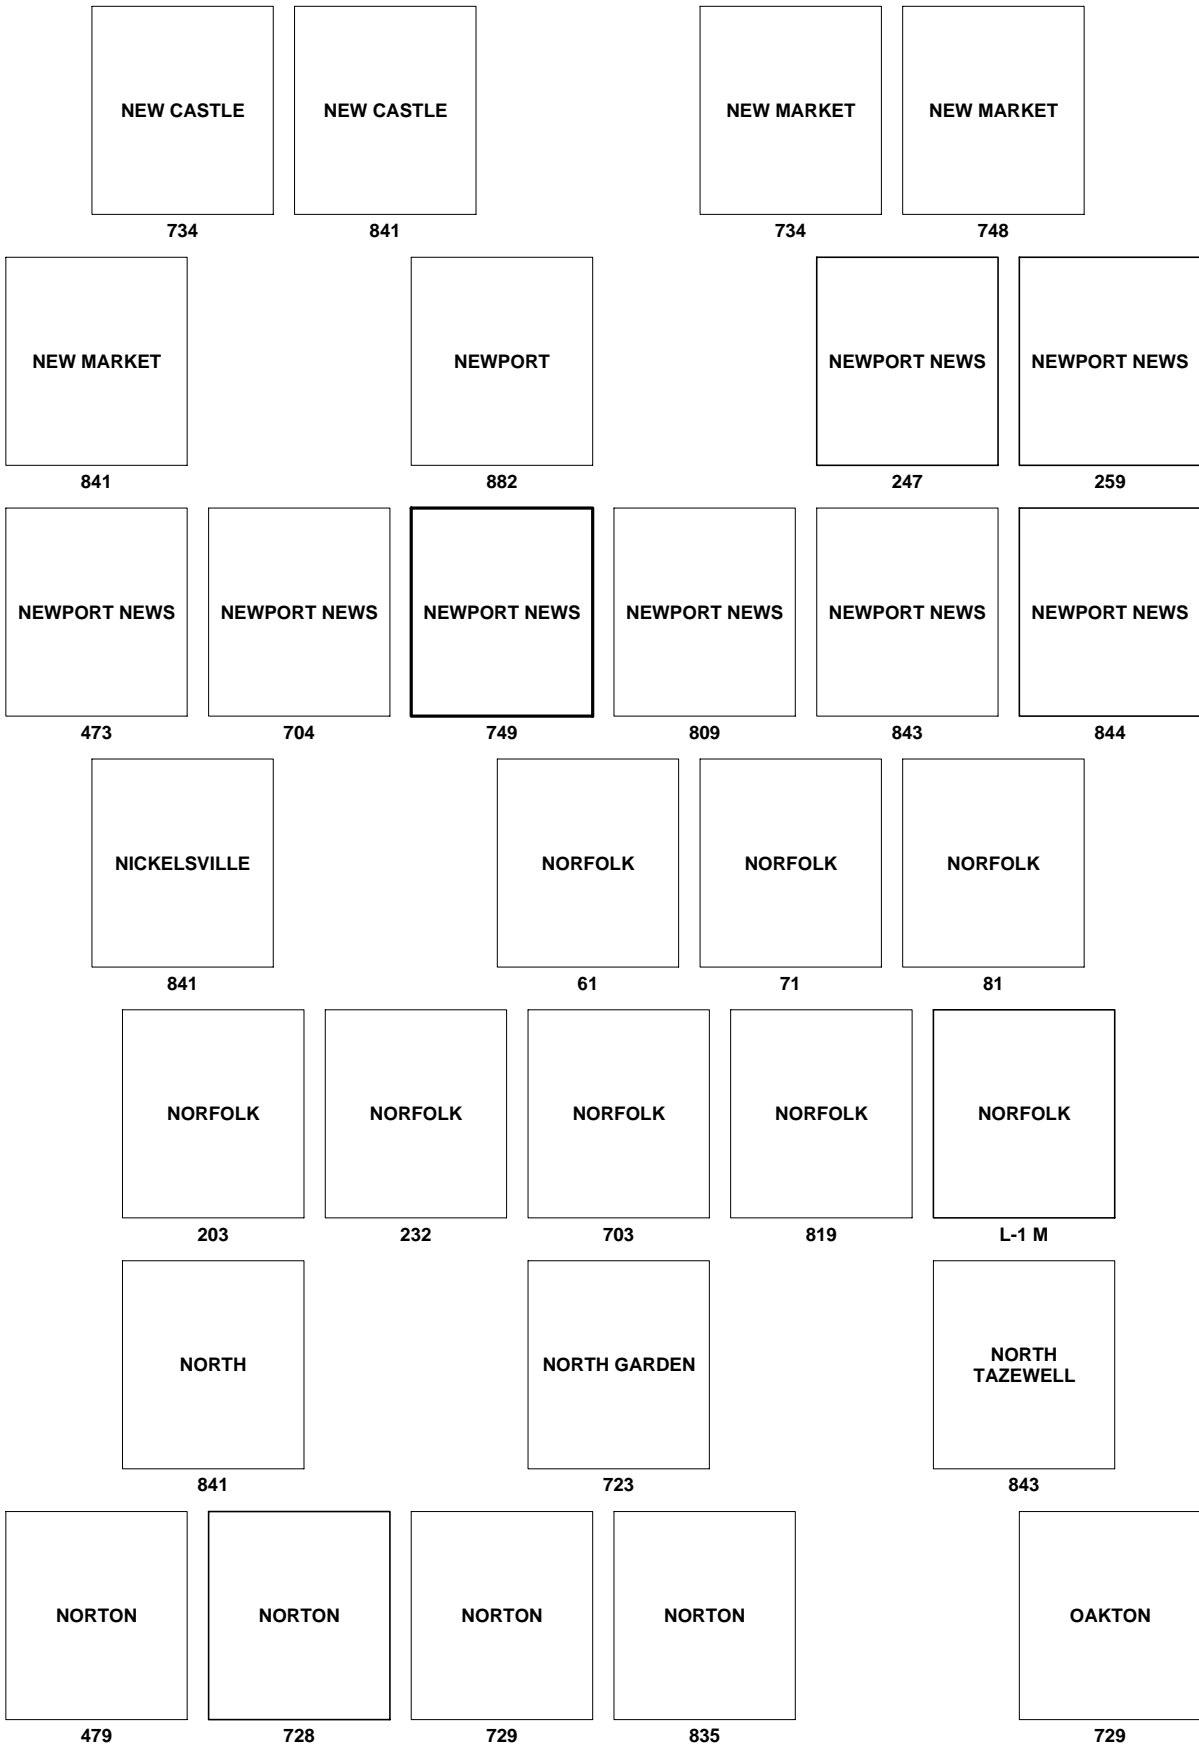 NEW CASTLE NEW CASTLE NEW MARKET NEW MARKET
734 841 734 748
NEW MARKET NEWPORT NEWPORT NEWS NEWPORT NEWS
841 882 247 259
NEWPORT NEWS NEWPORT NEWS NEWPORT NEWS NEWPORT NEWS NEWPORT NEWS NEWPORT NEWS
473 704 749 809 843 844
NICKELSVILLE NORFOLK NORFOLK NORFOLK
841 61 71 81
NORFOLK NORFOLK NORFOLK NORFOLK NORFOLK
203 232 703 819 L-1 M
NORTH NORTH GARDEN NORTH
TAZEWELL
841 723 843
NORTON NORTON NORTON NORTON OAKTON
479 728 729 835 729